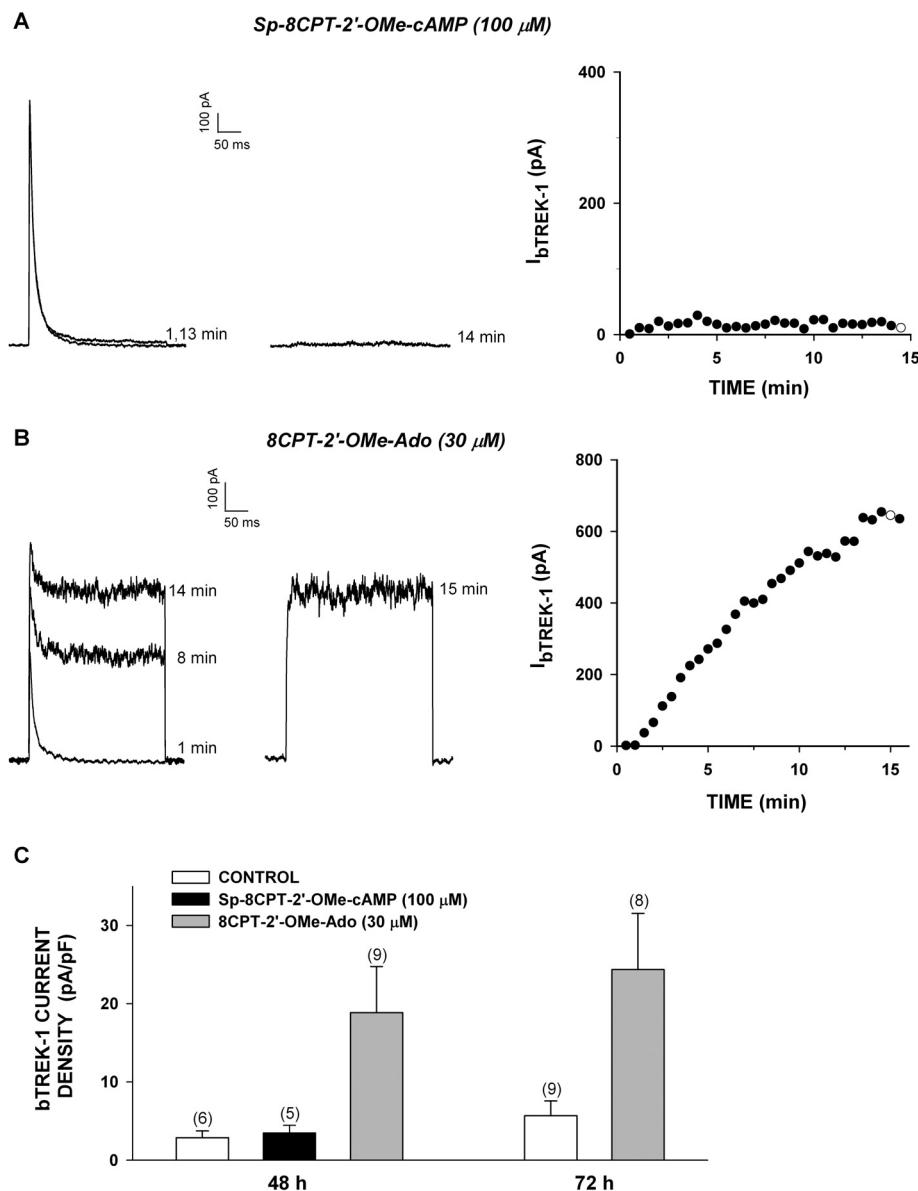 A
Sp-8CPT-2'-OMe-cAMP (100 μM)
100 pA
50 ms
1,13 min
14 min
I bTREK-1 (pA)
400
200
0
0
5
10
15
TIME (min)
B
8CPT-2'-OMe-Ado (30 μM)
100 pA
50 ms
14 min
8 min
1 min
15 min
I bTREK-1 (pA)
800
600
400
200
0
0
5
10
15
TIME (min)
C
CONTROL
Sp-8CPT-2'-OMe-cAMP (100 μM)
8CPT-2'-OMe-Ado (30 μM)
bTREK-1 CURRENT
DENSITY (pA/pF)
30
20
10
0
(6)
(5)
(9)
(9)
(8)
48 h
72 h